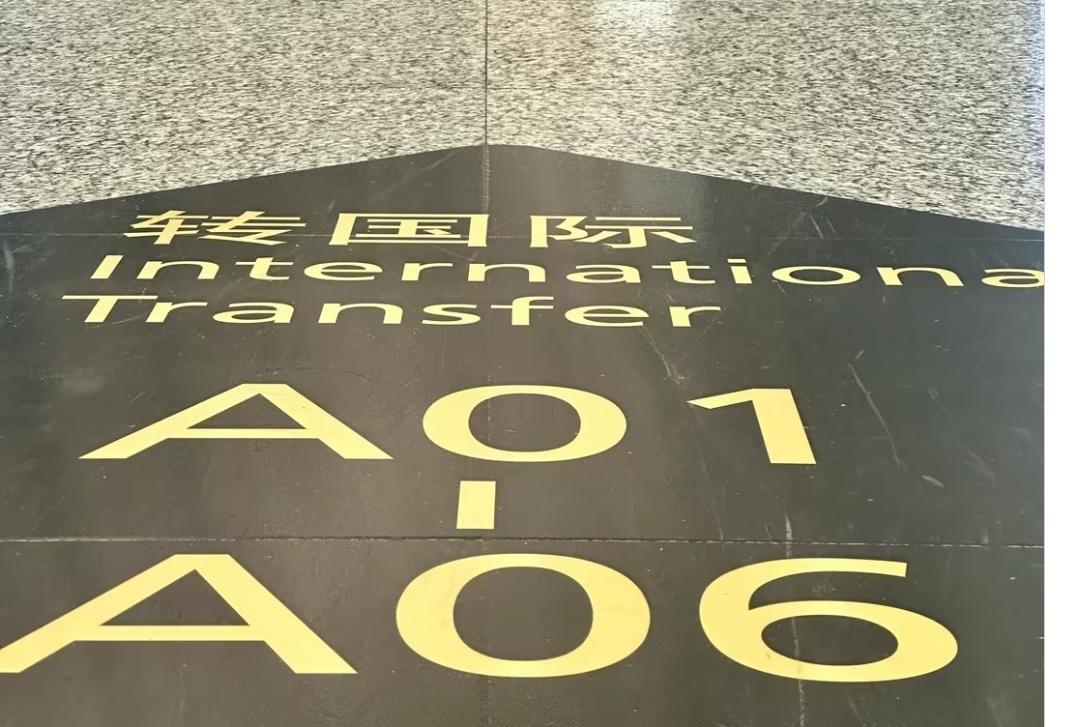 转国际
Internationa
Transfer
A01
-
A06